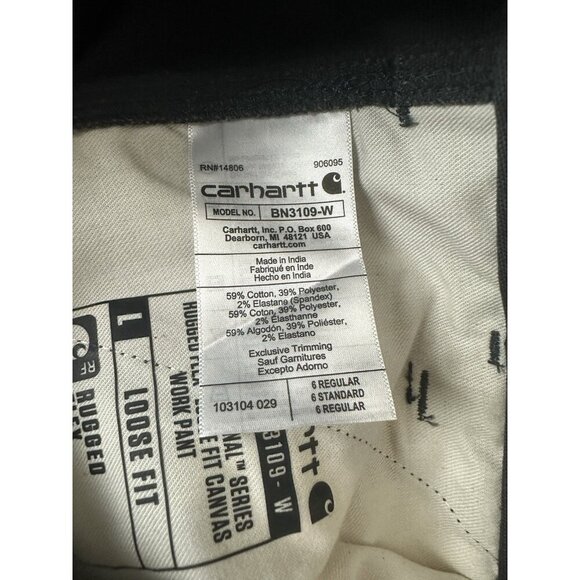 RN#14806 906095
carhartt
MODEL NO. BN3109-W
Carhartt, Inc. P.O. Box 600
Dearborn, MI 48121 USA
carhartt.com
Made in India
Fabriqué en Inde
Hecho en India
59% Cotton, 39% Polyester,
2% Elastane (Spandex)
59% Coton, 39% Polyester,
2% Élasthanne
59% Algodón, 39% Poliéster,
2% Elastano
Exclusive Trimming
Sauf Garnitures
Excepto Adorno
103104 029
6 REGULAR
6 STANDARD
6 REGULAR
3109-W
SERIES
FIT CANVAS
WORK PANT
RUGGED
L LOOSE FIT
RF RUGGED